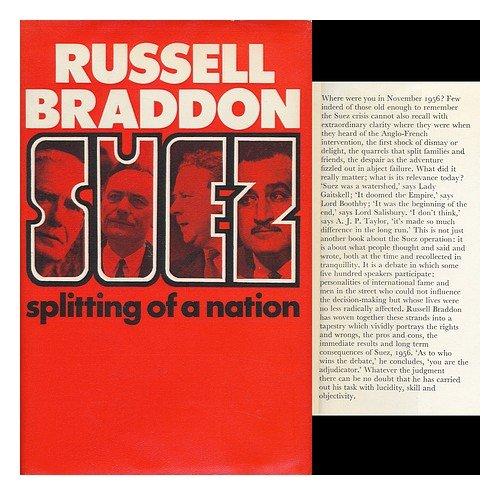 RUSSELL
BRADDON
SUEZ
splitting of a nation
Where were you in November 1956? Few
indeed of those old enough to remember
the Suez crisis cannot also recall with
extraordinary clarity where they were when
they heard of the Anglo-French
intervention, the first shock of dismay or
delight, the quarrels that split families and
friends, the despair as the adventure
fizzled out in abject failure. What did it
really matter; what is its relevance today?
'Suez was a watershed,' says Lady
Gaitskell; 'It doomed the Empire,' says
Lord Boothby; 'It was the beginning of the
end,' says Lord Salisbury. 'I don't think,'
says A. J. P. Taylor, 'it's made so much
difference in the long run.' This is not
just another book about the Suez operation: it
is about what people thought and said and
wrote, both at the time and recollected in
tranquillity. It is a debate in which some
five hundred speakers participate:
personalities of international fame and
men in the street who could not influence
the decision-making but whose lives were
no less radically affected. Russell Braddon
has woven together these strands into a
tapestry which vividly portrays the rights
and wrongs, the pros and cons, the
immediate results and long term
consequences of Suez, 1956. 'As to who
wins the debate,' he concludes, 'you are the
adjudicator.' Whatever the judgment
there can be no doubt that he has carried
out his task with lucidity, skill and
objectivity.